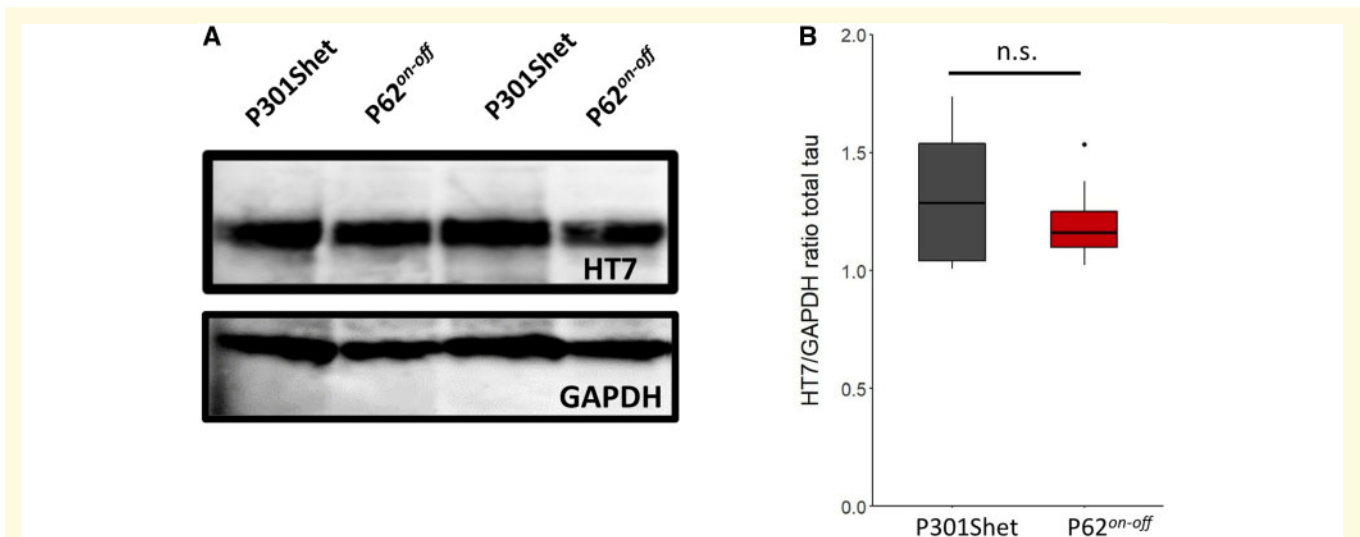 A
P301Shet P62on-off P301Shet P62on-off
HT7
GAPDH
B
n.s.
HT7/GAPDH ratio total tau
2.0
1.5
1.0
0.5
0.0
P301Shet P62on-off